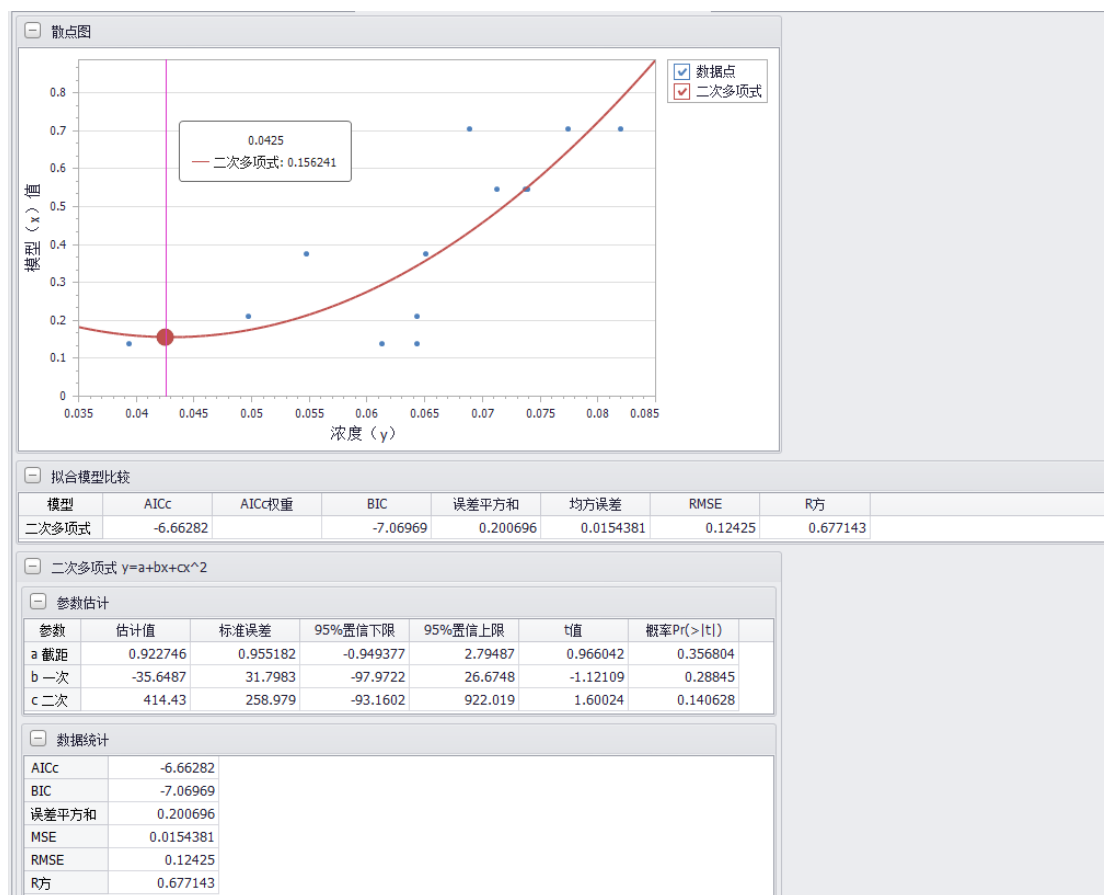 散点图
数据点
二次多项式
0.0425
二次多项式: 0.156241
模型（x）值
0.8
0.7
0.6
0.5
0.4
0.3
0.2
0.1
0
0.035 0.04 0.045 0.05 0.055 0.06 0.065 0.07 0.075 0.08 0.085
浓度（y）
拟合模型比较
模型 AICc AICc权重 BIC 误差平方和 均方误差 RMSE R方
二次多项式 -6.66282 -7.06969 0.200696 0.0154381 0.12425 0.677143
二次多项式 y=a+bx+cx^2
参数估计
参数 估计值 标准误差 95%置信下限 95%置信上限 t值 概率Pr(>|t|)
a 截距 0.922746 0.955182 -0.949377 2.79487 0.966042 0.356804
b 一次 -35.6487 31.7983 -97.9722 26.6748 -1.12109 0.28845
c 二次 414.43 258.979 -93.1602 922.019 1.60024 0.140628
数据统计
AICc -6.66282
BIC -7.06969
误差平方和 0.200696
MSE 0.0154381
RMSE 0.12425
R方 0.677143